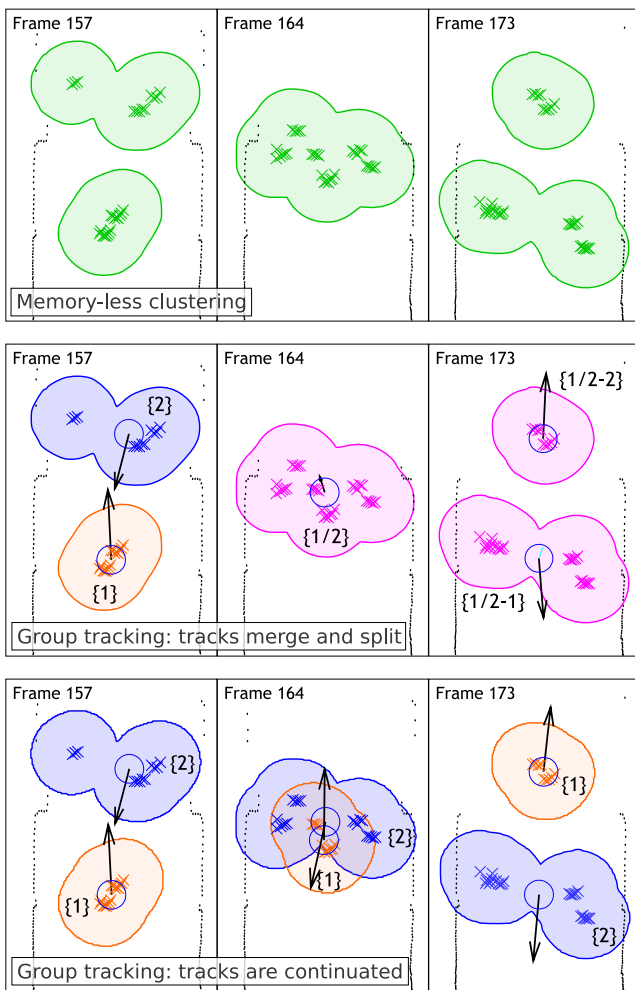 Frame 157
Frame 164
Frame 173
Memory-less clustering
Frame 157
Frame 164
Frame 173
{2}
{1/2-2}
{1/2}
{1}
{1/2-1}
Group tracking: tracks merge and split
Frame 157
Frame 164
Frame 173
{2}
{1}
{2}
{1}
{1}
{2}
Group tracking: tracks are continuated